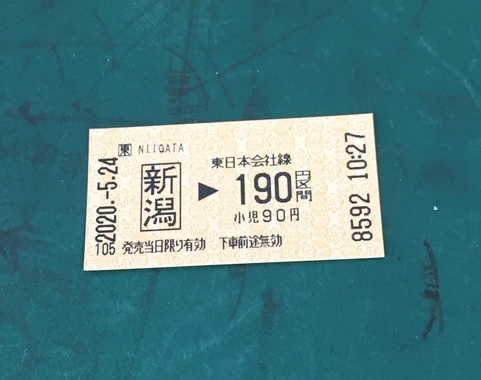 東 NIIGATA
新潟 ▶ 東日本会社線 190円区間
小児90円
発売当日限り有効 下車前途無効
2020.-5.24
105
8592 10:27